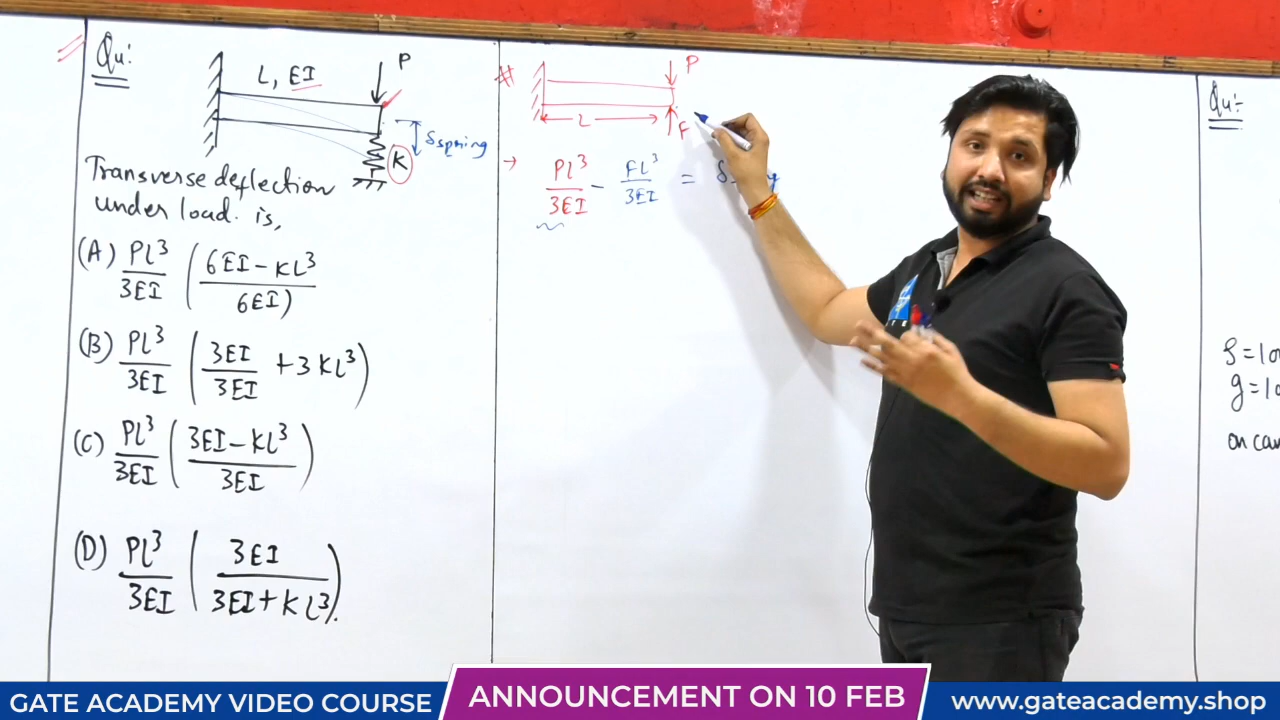 Qu:
L, EI
P
δspring
K
Transverse deflection
under load. is,
(A) PL³/3EI ( 6EI - KL³ / 6EI )
(B) PL³/3EI ( 3EI/3EI + 3KL³ )
(C) PL³/3EI ( 3EI - KL³ / 3EI )
(D) PL³/3EI ( 3EI / 3EI + KL³ ).
P
L
F
→ PL³/3EI - FL³/3EI = δ
Qu:-
g = 10
on
GATE ACADEMY VIDEO COURSE
ANNOUNCEMENT ON 10 FEB
www.gateacademy.shop